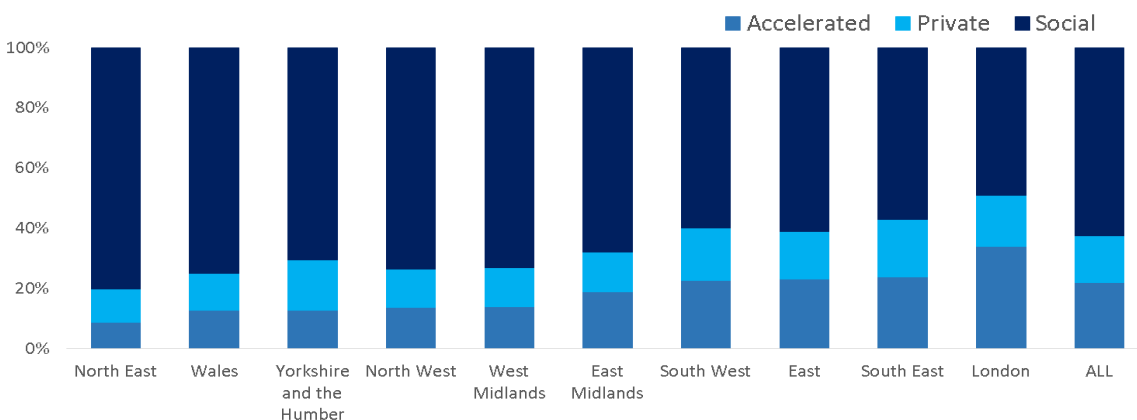 Accelerated Private Social
100%
80%
60%
40%
20%
0%
North East
Wales
Yorkshire
and the
Humber
North West
West
Midlands
East
Midlands
South West
East
South East
London
ALL